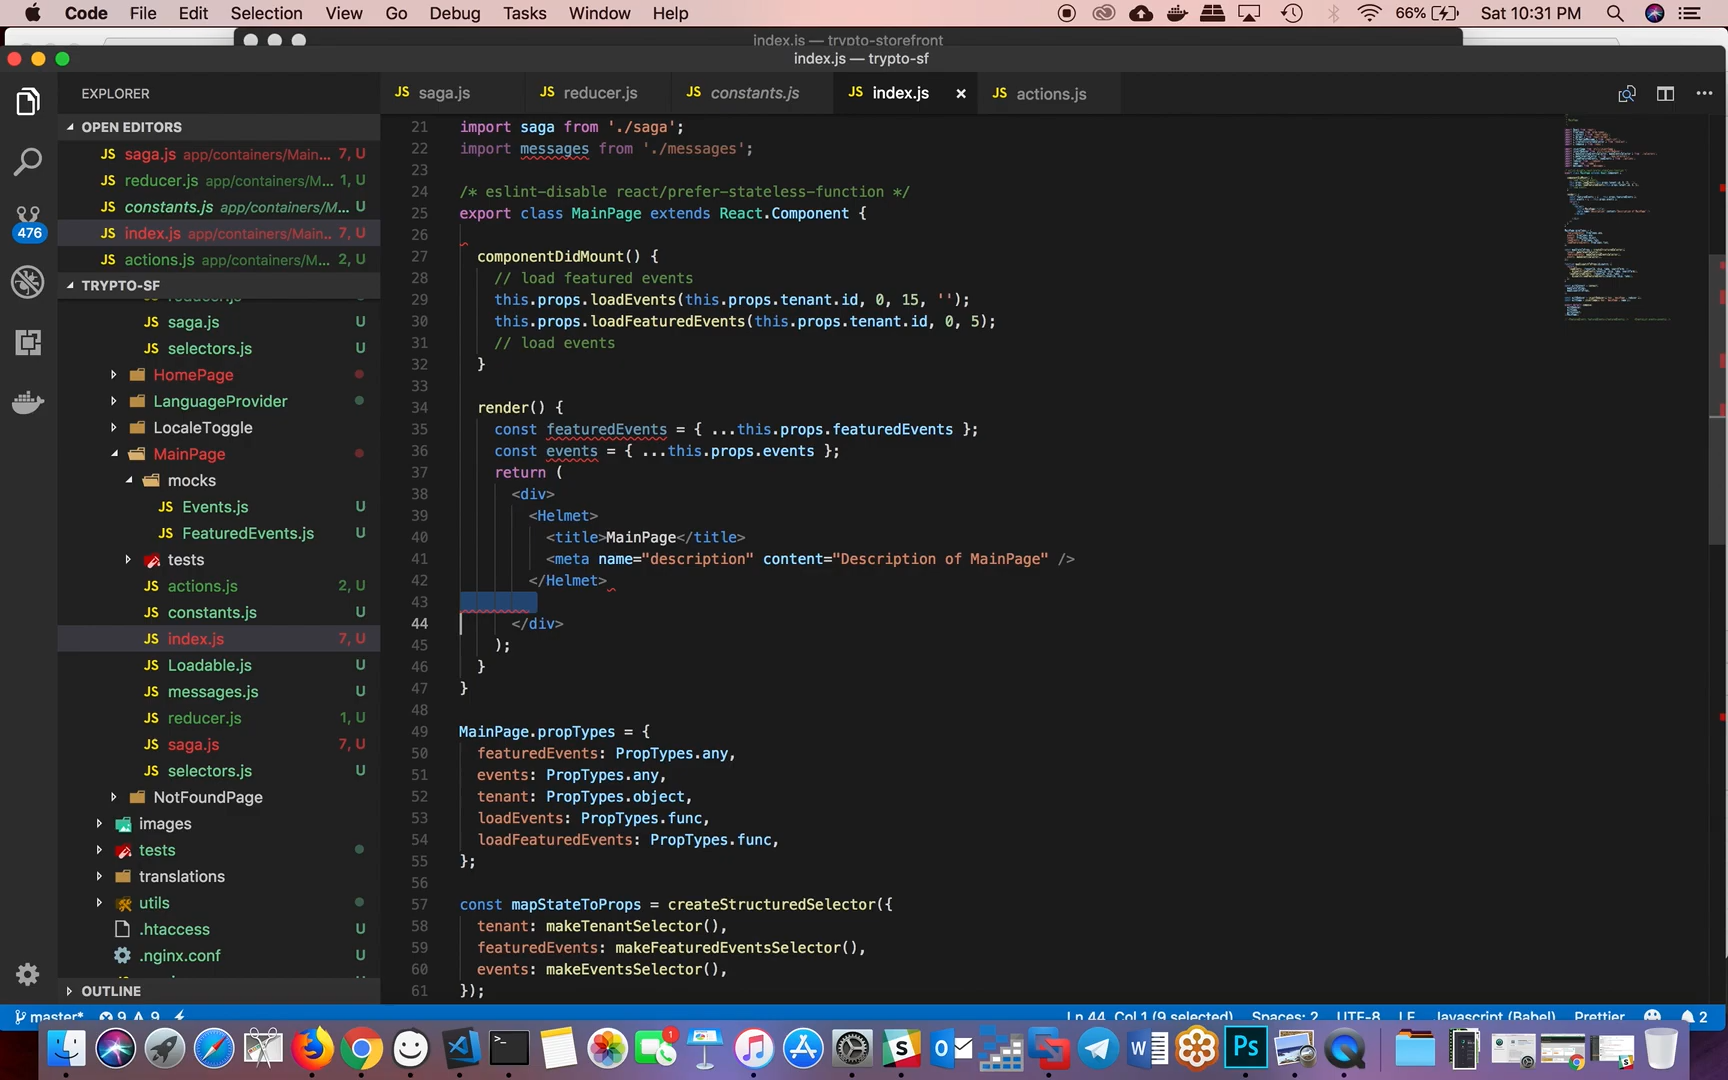 Code File Edit Selection View Go Debug Tasks Window Help
66% Sat 10:31 PM
index.js — trypto-storefront
index.js — trypto-sf
EXPLORER
OPEN EDITORS
JS saga.js app/containers/Main... 7, U
JS reducer.js app/containers/M... 1, U
JS constants.js app/containers/M... U
JS index.js app/containers/Main... 7, U
JS actions.js app/containers/M... 2, U
476
TRYPTO-SF
reducer.js
JS saga.js U
JS selectors.js U
HomePage
LanguageProvider
LocaleToggle
MainPage
mocks
JS Events.js U
JS FeaturedEvents.js U
tests
JS actions.js 2, U
JS constants.js U
JS index.js 7, U
JS Loadable.js U
JS messages.js U
JS reducer.js 1, U
JS saga.js 7, U
JS selectors.js U
NotFoundPage
images
tests
translations
utils
.htaccess U
.nginx.conf U
OUTLINE
JS saga.js JS reducer.js JS constants.js JS index.js × JS actions.js
21 import saga from './saga';
22 import messages from './messages';
23
24 /* eslint-disable react/prefer-stateless-function */
25 export class MainPage extends React.Component {
26
27 componentDidMount() {
28 // load featured events
29 this.props.loadEvents(this.props.tenant.id, 0, 15, '');
30 this.props.loadFeaturedEvents(this.props.tenant.id, 0, 5);
31 // load events
32 }
33
34 render() {
35 const featuredEvents = { ...this.props.featuredEvents };
36 const events = { ...this.props.events };
37 return (
38 <div>
39 <Helmet>
40 <title>MainPage</title>
41 <meta name="description" content="Description of MainPage" />
42 </Helmet>
43
44 </div>
45 );
46 }
47 }
48
49 MainPage.propTypes = {
50 featuredEvents: PropTypes.any,
51 events: PropTypes.any,
52 tenant: PropTypes.object,
53 loadEvents: PropTypes.func,
54 loadFeaturedEvents: PropTypes.func,
55 };
56
57 const mapStateToProps = createStructuredSelector({
58 tenant: makeTenantSelector(),
59 featuredEvents: makeFeaturedEventsSelector(),
60 events: makeEventsSelector(),
61 });
master* 9 9 Ln 44, Col 1 (9 selected) Spaces: 2 UTF-8 LF Javascript (Babel) Prettier 2
1
Ps